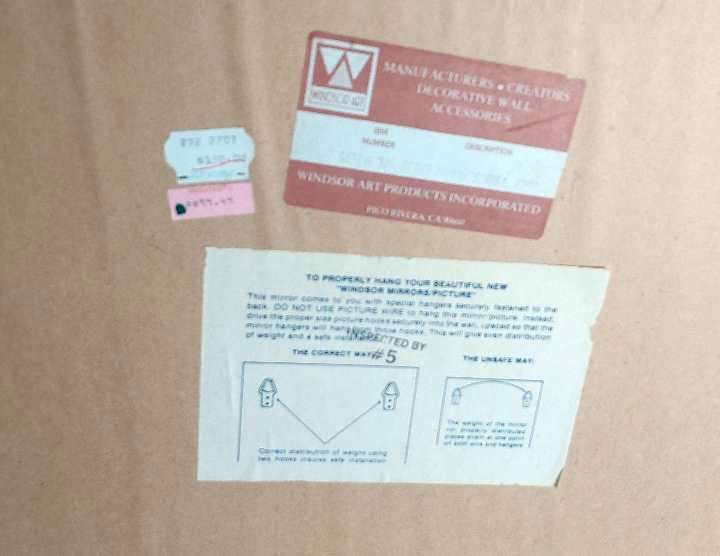 WINDSOR ART
MANUFACTURERS • CREATORS
DECORATIVE WALL
ACCESSORIES
ITEM
NUMBER
DESCRIPTION
WINDSOR ART PRODUCTS INCORPORATED
PICO RIVERA, CA
TO PROPERLY HANG YOUR BEAUTIFUL NEW
"WINDSOR MIRRORS/PICTURE"
This mirror comes to you with special hangers securely fastened to the
back. DO NOT USE PICTURE WIRE to hang this mirror/picture. Instead,
drive the proper size picture hooks securely into the wall, spaced so that the
mirror hangers will hang from those hooks. This will give even distribution
of weight and a safe installation.
INSPECTED BY
#5
THE CORRECT WAY:
Correct distribution of weight using
two hooks insures safe installation
THE UNSAFE WAY:
The weight of the mirror
not properly distributed
places strain at one point
on both wire and hangers